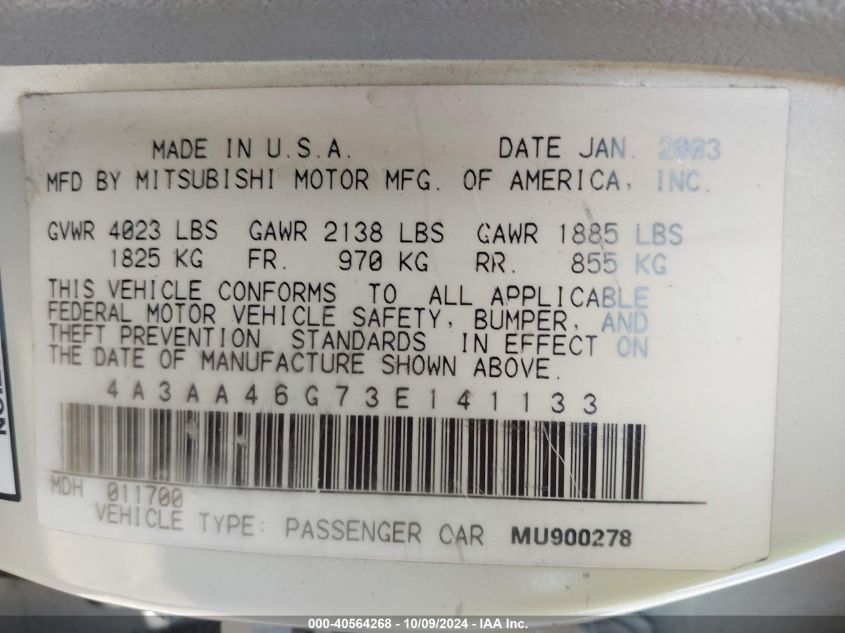 MADE IN U.S.A. DATE JAN. 2003
MFD BY MITSUBISHI MOTOR MFG. OF AMERICA, INC.
GVWR 4023 LBS GAWR 2138 LBS GAWR 1885 LBS
1825 KG FR. 970 KG RR. 855 KG
THIS VEHICLE CONFORMS TO ALL APPLICABLE
FEDERAL MOTOR VEHICLE SAFETY, BUMPER, AND
THEFT PREVENTION STANDARDS IN EFFECT ON
THE DATE OF MANUFACTURE SHOWN ABOVE.
4A3AA46G73E141133
MDH 011700
VEHICLE TYPE: PASSENGER CAR MU900278
000-40564268 - 10/09/2024 - IAA Inc.